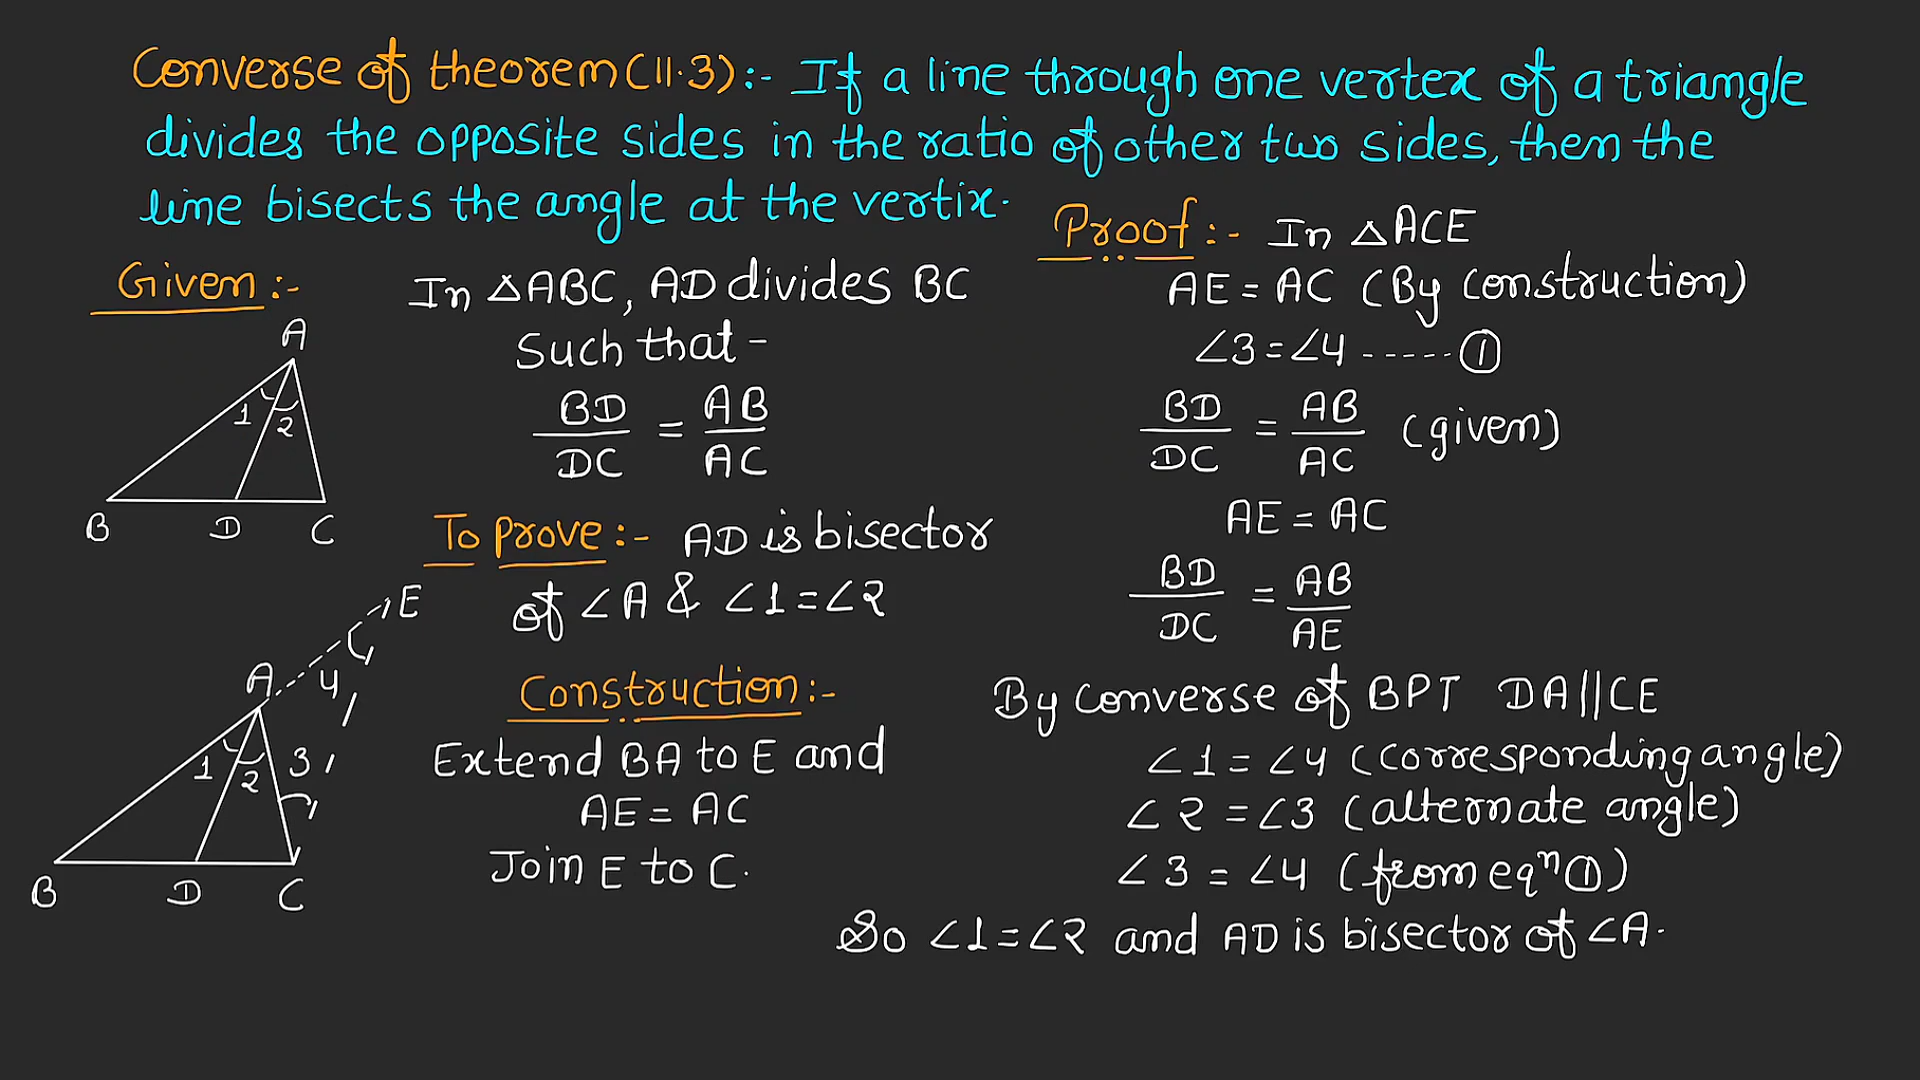 Converse of theorem (11.3) :- If a line through one vertex of a triangle
divides the opposite sides in the ratio of other two sides, then the
line bisects the angle at the vertix.
Given :-
In △ABC, AD divides BC
Such that -
BD/DC = AB/AC
A
1
2
B D C
To prove :- AD is bisector
of ∠A & ∠1 = ∠2
Construction :-
Extend BA to E and
AE = AC
Join E to C.
E
A
4
1
2
3
B D C
Proof :- In △ACE
AE = AC (By construction)
∠3 = ∠4 ----- ①
BD/DC = AB/AC (given)
AE = AC
BD/DC = AB/AE
By converse of BPT DA||CE
∠1 = ∠4 (corresponding angle)
∠2 = ∠3 (alternate angle)
∠3 = ∠4 (from eqⁿ ①)
So ∠1 = ∠2 and AD is bisector of ∠A.